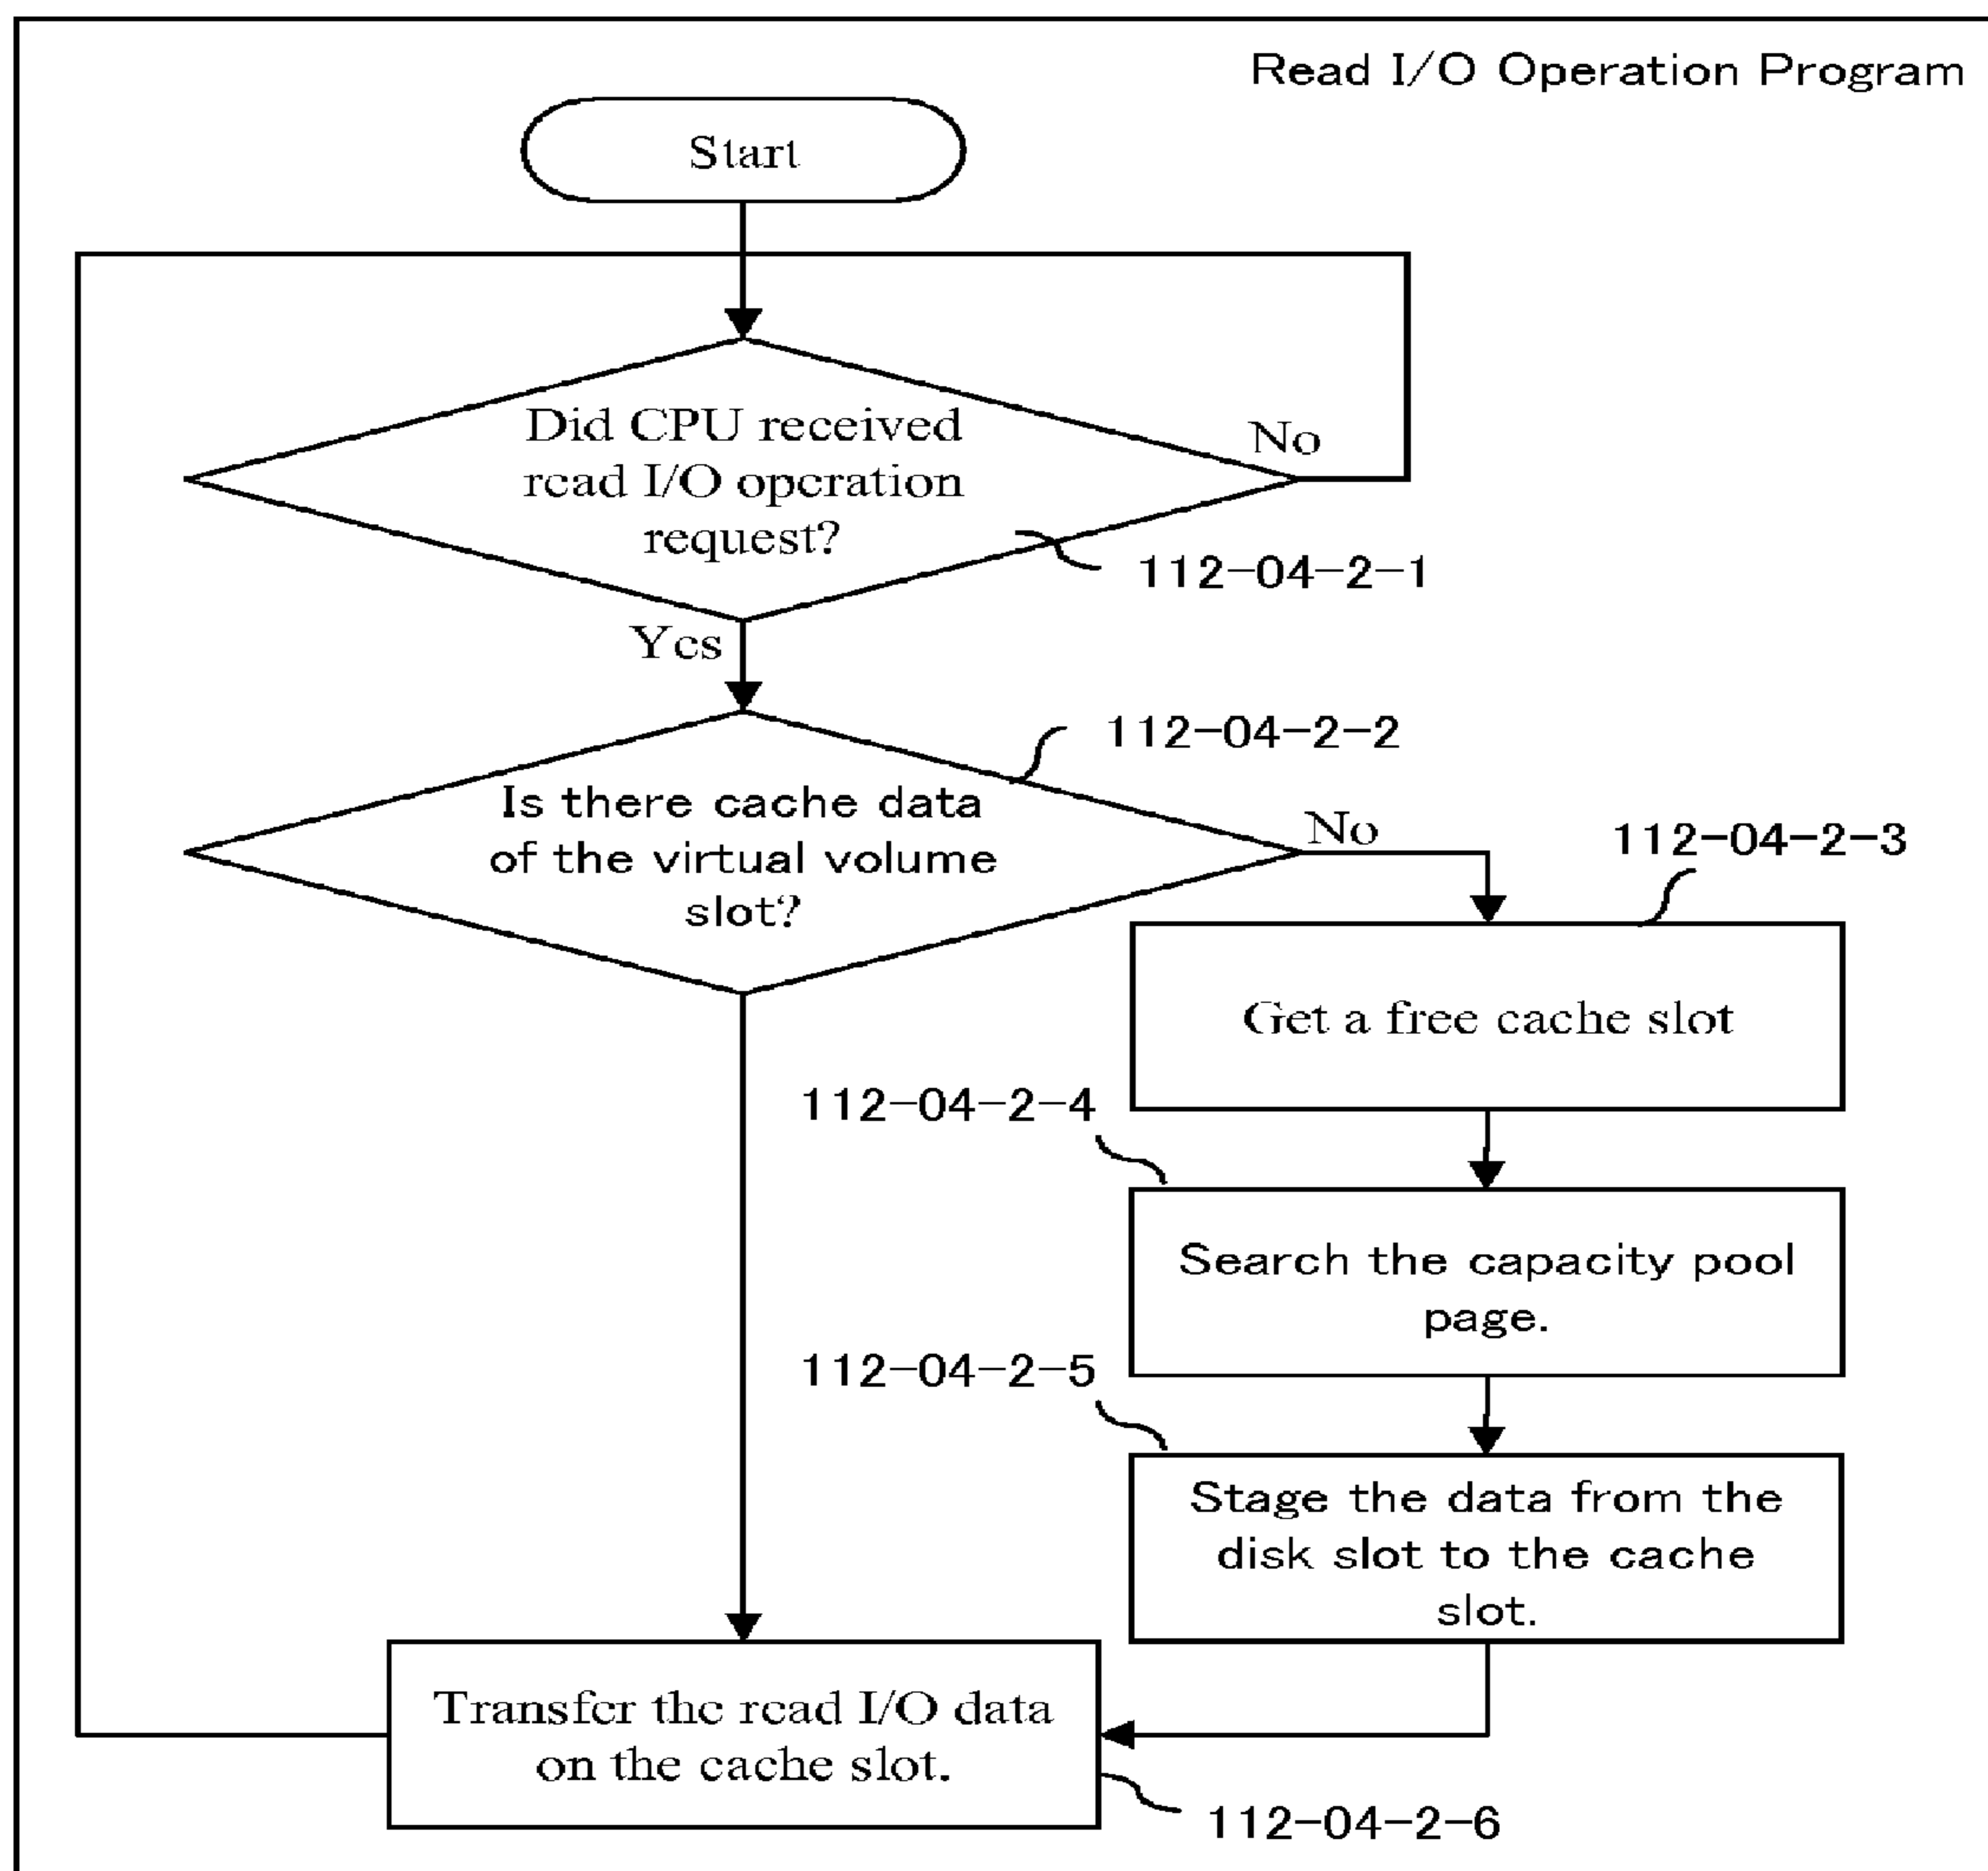 Read I/O Operation Program
Start
Did CPU received
read I/O operation
request?
No
112-04-2-1
Yes
112-04-2-2
Is there cache data
of the virtual volume
slot?
No
112-04-2-3
Get a free cache slot
112-04-2-4
Search the capacity pool
page.
112-04-2-5
Stage the data from the
disk slot to the cache
slot.
Transfer the read I/O data
on the cache slot.
112-04-2-6